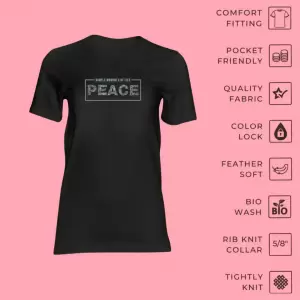 PEACE
COMFORT
FITTING
POCKET
FRIENDLY
QUALITY
FABRIC
COLOR
LOCK
FEATHER
SOFT
BIO
WASH
BIO
RIB KNIT
COLLAR
5/8"
TIGHTLY
KNIT